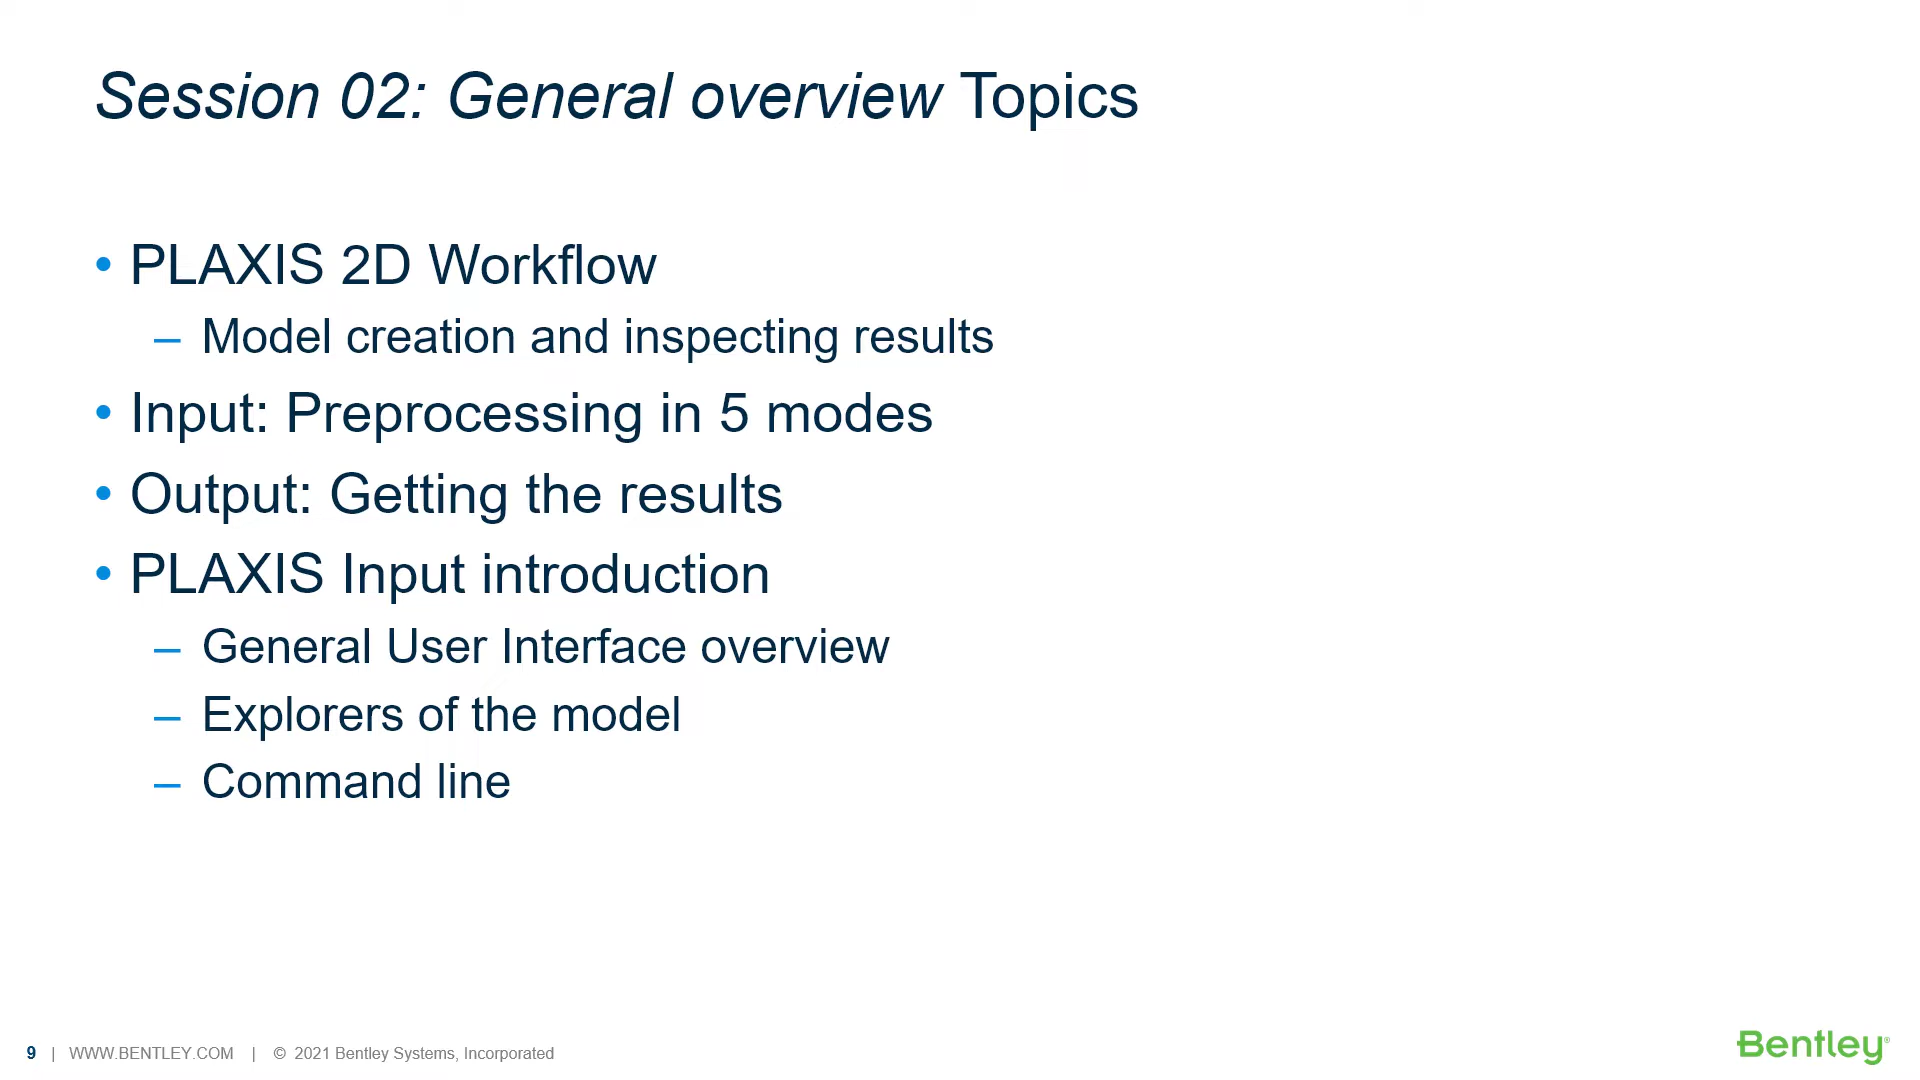 Session 02: General overview Topics
• PLAXIS 2D Workflow
– Model creation and inspecting results
• Input: Preprocessing in 5 modes
• Output: Getting the results
• PLAXIS Input introduction
– General User Interface overview
– Explorers of the model
– Command line
9 | WWW.BENTLEY.COM | © 2021 Bentley Systems, Incorporated
Bentley®